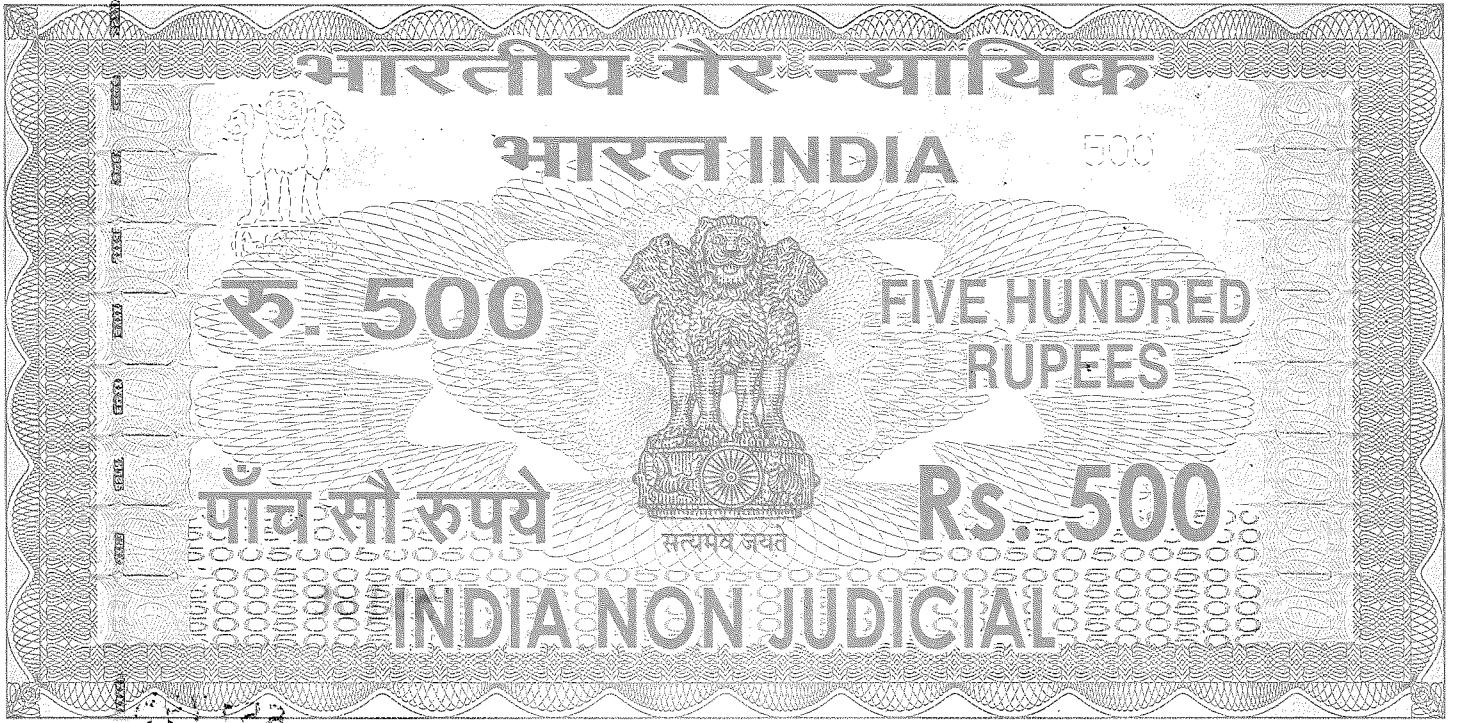 भारतीय गैर न्यायिक
भारत INDIA
500
रु. 500
FIVE HUNDRED
RUPEES
पाँच सौ रुपये
Rs. 500
सत्यमेव जयते
INDIA NON JUDICIAL